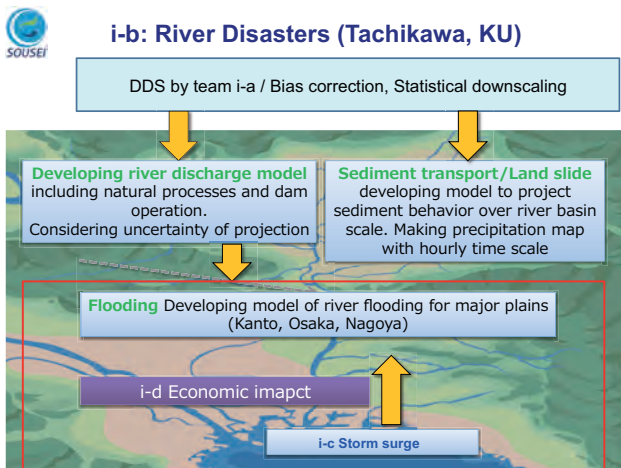 SOUSEI
i-b: River Disasters (Tachikawa, KU)
DDS by team i-a / Bias correction, Statistical downscaling
Developing river discharge model
including natural processes and dam
operation.
Considering uncertainty of projection
Sediment transport/Land slide
developing model to project
sediment behavior over river basin
scale. Making precipitation map
with hourly time scale
Flooding Developing model of river flooding for major plains
(Kanto, Osaka, Nagoya)
i-d Economic imapct
i-c Storm surge